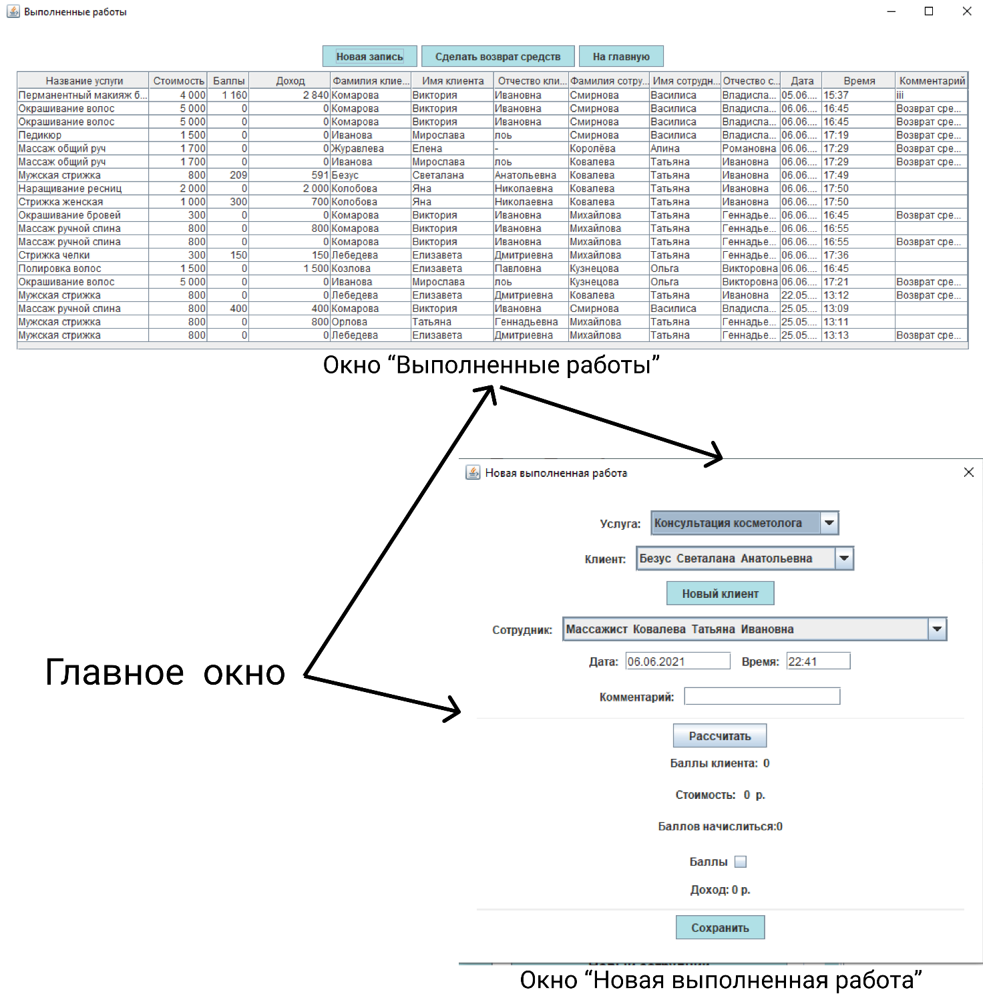 Выполненные работы
Новая запись Сделать возврат средств На главную
Название услуги Стоимость Баллы Доход Фамилия клие... Имя клиента Отчество кли... Фамилия сотру... Имя сотрудн... Отчество с... Дата Время Комментарий
Перманентный макияж б... 4 000 1 160 2 840 Комарова Виктория Ивановна Смирнова Василиса Владисла... 05.06.... 15:37 iii
Окрашивание волос 5 000 0 0 Комарова Виктория Ивановна Смирнова Василиса Владисла... 06.06.... 16:45 Возврат сре...
Окрашивание волос 5 000 0 0 Комарова Виктория Ивановна Смирнова Василиса Владисла... 06.06.... 16:45 Возврат сре...
Педикюр 1 500 0 0 Иванова Мирослава лоь Смирнова Василиса Владисла... 06.06.... 17:19 Возврат сре...
Массаж общий руч 1 700 0 0 Журавлева Елена - Королёва Алина Романовна 06.06.... 17:29 Возврат сре...
Массаж общий руч 1 700 0 0 Иванова Мирослава лоь Ковалева Татьяна Ивановна 06.06.... 17:29 Возврат сре...
Мужская стрижка 800 209 591 Безус Светалана Анатольевна Ковалева Татьяна Ивановна 06.06.... 17:49
Наращивание ресниц 2 000 0 2 000 Колобова Яна Николаевна Ковалева Татьяна Ивановна 06.06.... 17:50
Стрижка женская 1 000 300 700 Колобова Яна Николаевна Ковалева Татьяна Ивановна 06.06.... 17:50
Окрашивание бровей 300 0 0 Комарова Виктория Ивановна Михайлова Татьяна Геннадье... 06.06.... 16:45 Возврат сре...
Массаж ручной спина 800 0 800 Комарова Виктория Ивановна Михайлова Татьяна Геннадье... 06.06.... 16:55
Массаж ручной спина 800 0 0 Комарова Виктория Ивановна Михайлова Татьяна Геннадье... 06.06.... 16:55 Возврат сре...
Стрижка челки 300 150 150 Лебедева Елизавета Дмитриевна Михайлова Татьяна Геннадье... 06.06.... 17:36
Полировка волос 1 500 0 1 500 Козлова Елизавета Павловна Кузнецова Ольга Викторовна 06.06.... 16:45
Окрашивание волос 5 000 0 0 Иванова Мирослава лоь Кузнецова Ольга Викторовна 06.06.... 17:21 Возврат сре...
Мужская стрижка 800 0 0 Лебедева Елизавета Дмитриевна Ковалева Татьяна Ивановна 22.05.... 13:12 Возврат сре...
Массаж ручной спина 800 400 400 Комарова Виктория Ивановна Смирнова Василиса Владисла... 25.05.... 13:09
Мужская стрижка 800 0 800 Орлова Татьяна Геннадьевна Михайлова Татьяна Геннадье... 25.05.... 13:11
Мужская стрижка 800 0 0 Лебедева Елизавета Дмитриевна Михайлова Татьяна Геннадье... 25.05.... 13:13 Возврат сре...
Окно “Выполненные работы”
Новая выполненная работа
Услуга: Консультация косметолога
Клиент: Безус Светалана Анатольевна
Новый клиент
Сотрудник: Массажист Ковалева Татьяна Ивановна
Дата: 06.06.2021 Время: 22:41
Главное окно
Комментарий:
Рассчитать
Баллы клиента: 0
Стоимость: 0 р.
Баллов начислиться:0
Баллы
Доход: 0 р.
Сохранить
Окно “Новая выполненная работа”